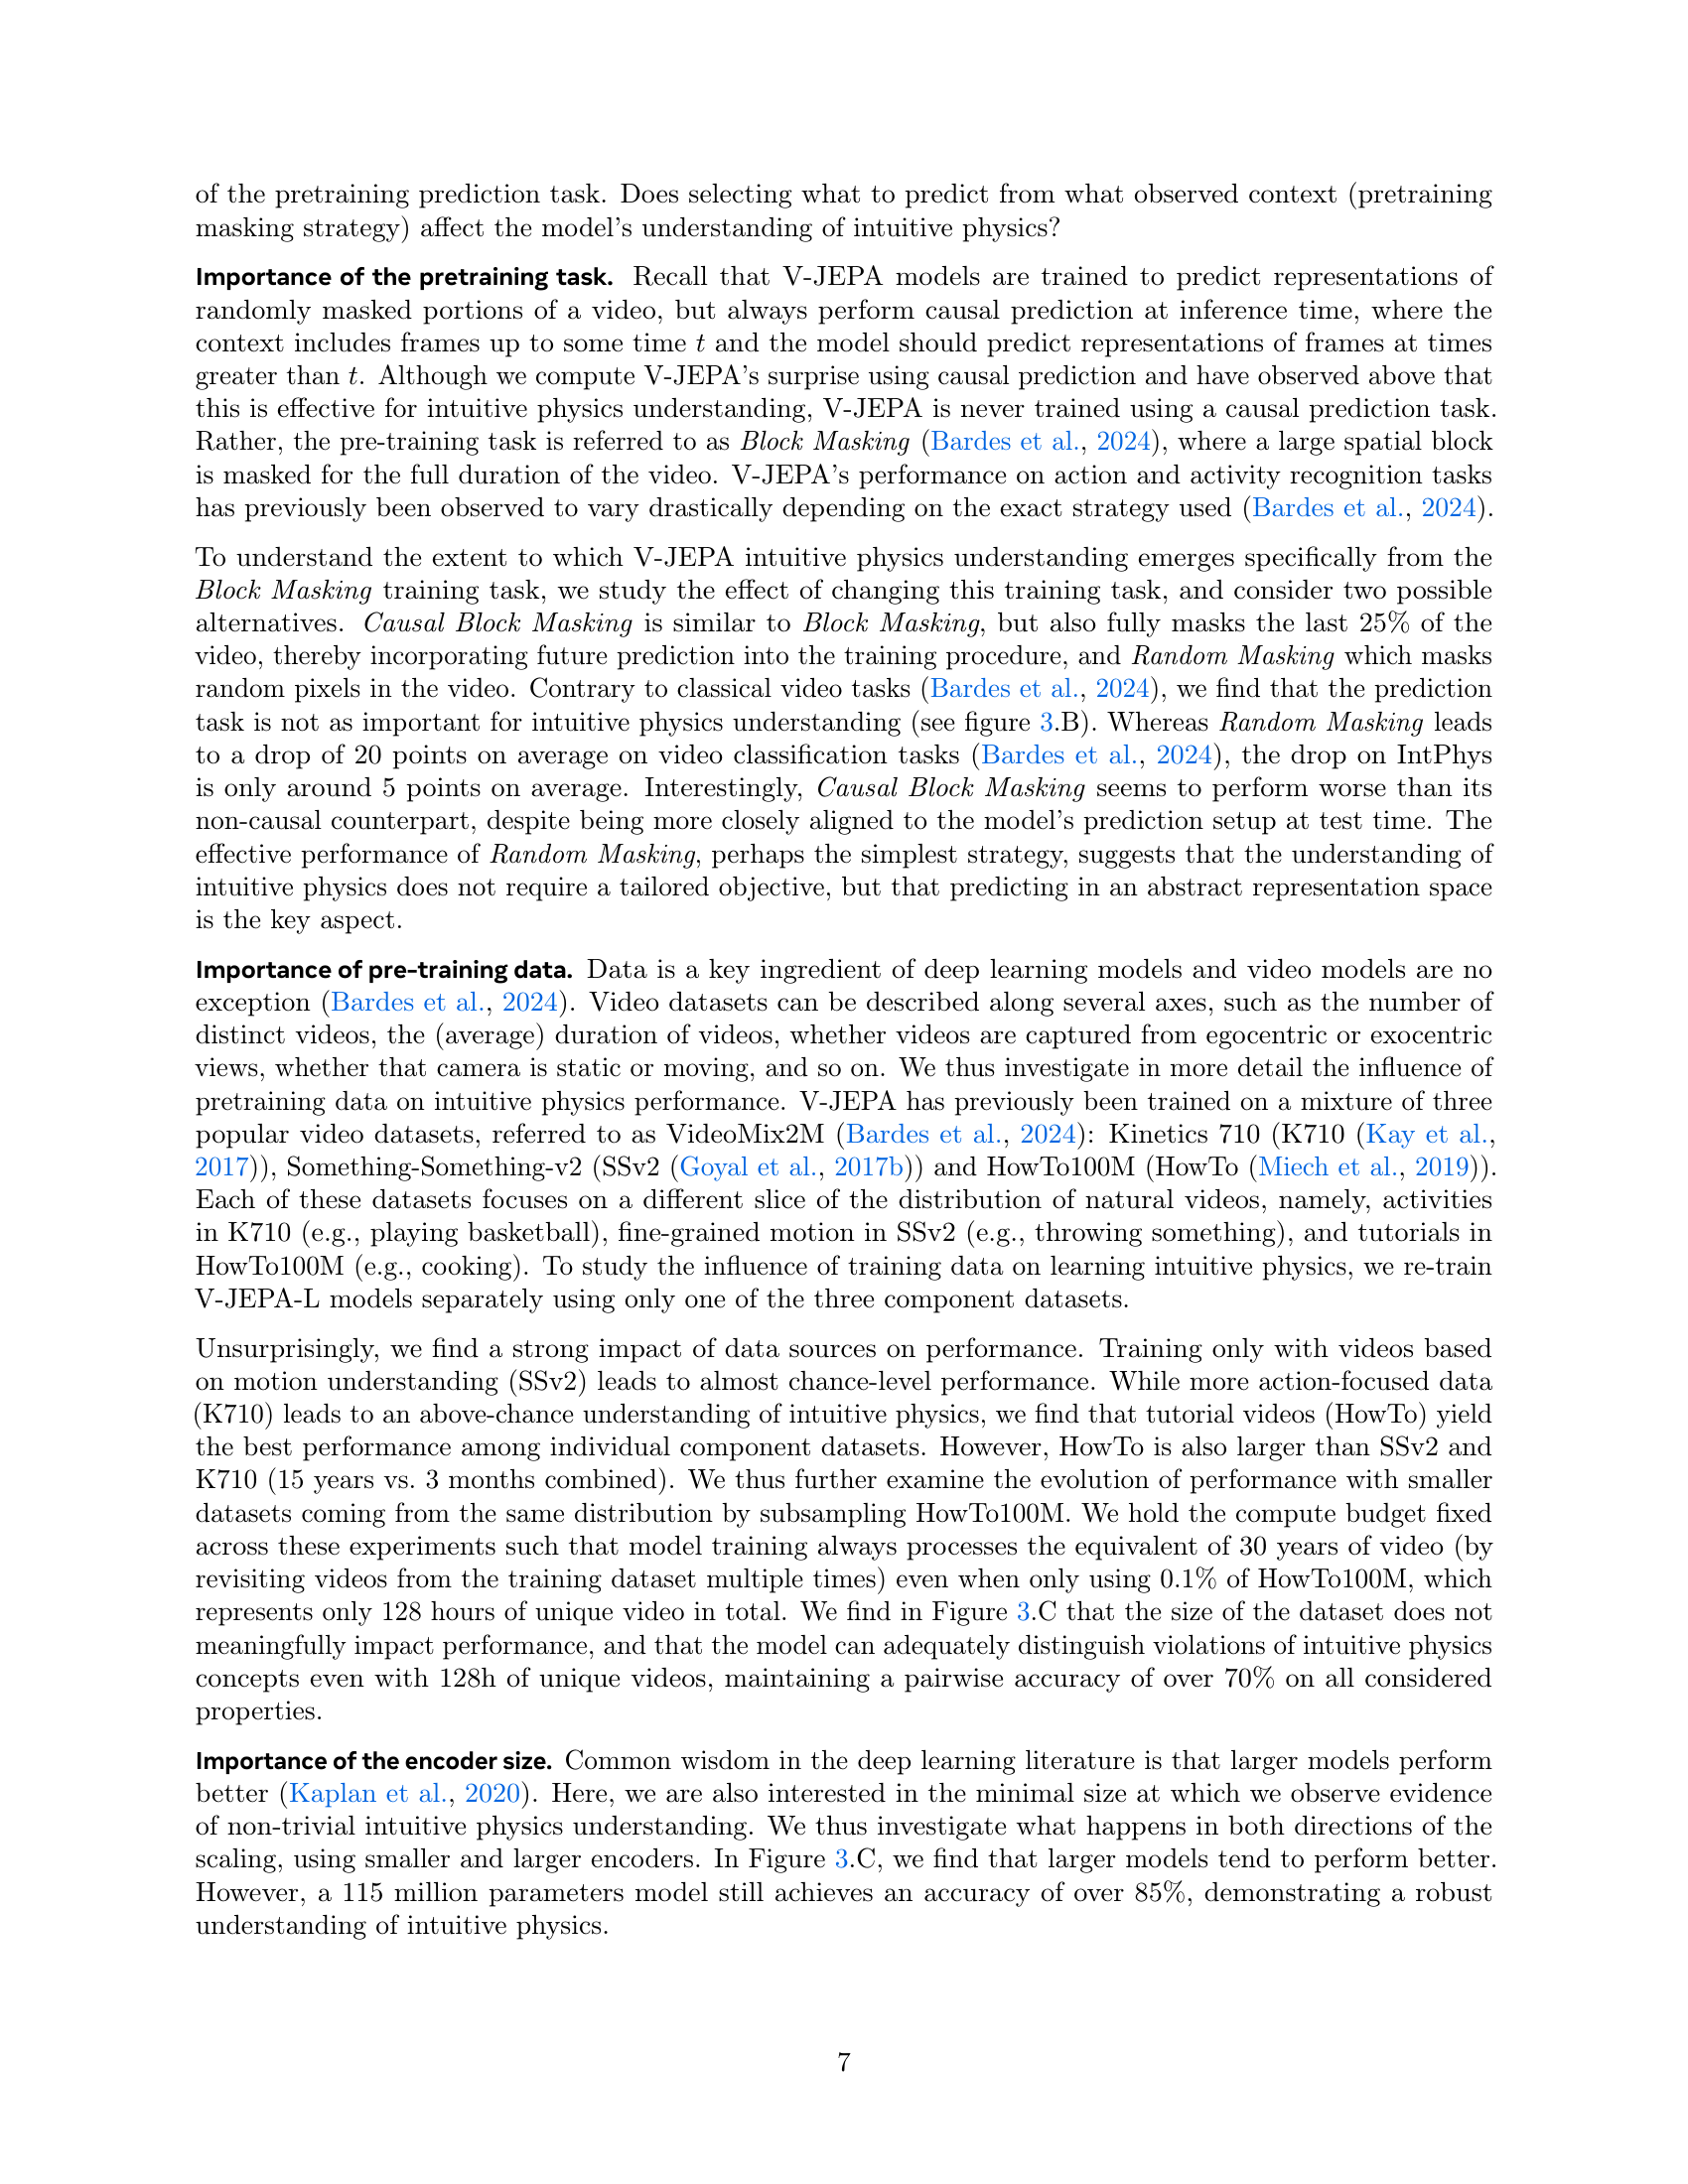 of the pretraining prediction task. Does selecting what to predict from what observed context (pretraining
masking strategy) affect the model's understanding of intuitive physics?
Importance of the pretraining task. Recall that V-JEPA models are trained to predict representations of
randomly masked portions of a video, but always perform causal prediction at inference time, where the
context includes frames up to some time t and the model should predict representations of frames at times
greater than t. Although we compute V-JEPA's surprise using causal prediction and have observed above that
this is effective for intuitive physics understanding, V-JEPA is never trained using a causal prediction task.
Rather, the pre-training task is referred to as Block Masking (Bardes et al., 2024), where a large spatial block
is masked for the full duration of the video. V-JEPA's performance on action and activity recognition tasks
has previously been observed to vary drastically depending on the exact strategy used (Bardes et al., 2024).
To understand the extent to which V-JEPA intuitive physics understanding emerges specifically from the
Block Masking training task, we study the effect of changing this training task, and consider two possible
alternatives. Causal Block Masking is similar to Block Masking, but also fully masks the last 25% of the
video, thereby incorporating future prediction into the training procedure, and Random Masking which masks
random pixels in the video. Contrary to classical video tasks (Bardes et al., 2024), we find that the prediction
task is not as important for intuitive physics understanding (see figure 3.B). Whereas Random Masking leads
to a drop of 20 points on average on video classification tasks (Bardes et al., 2024), the drop on IntPhys
is only around 5 points on average. Interestingly, Causal Block Masking seems to perform worse than its
non-causal counterpart, despite being more closely aligned to the model's prediction setup at test time. The
effective performance of Random Masking, perhaps the simplest strategy, suggests that the understanding of
intuitive physics does not require a tailored objective, but that predicting in an abstract representation space
is the key aspect.
Importance of pre-training data. Data is a key ingredient of deep learning models and video models are no
exception (Bardes et al., 2024). Video datasets can be described along several axes, such as the number of
distinct videos, the (average) duration of videos, whether videos are captured from egocentric or exocentric
views, whether that camera is static or moving, and so on. We thus investigate in more detail the influence of
pretraining data on intuitive physics performance. V-JEPA has previously been trained on a mixture of three
popular video datasets, referred to as VideoMix2M (Bardes et al., 2024): Kinetics 710 (K710 (Kay et al.,
2017)), Something-Something-v2 (SSv2 (Goyal et al., 2017b)) and HowTo100M (HowTo (Miech et al., 2019)).
Each of these datasets focuses on a different slice of the distribution of natural videos, namely, activities
in K710 (e.g., playing basketball), fine-grained motion in SSv2 (e.g., throwing something), and tutorials in
HowTo100M (e.g., cooking). To study the influence of training data on learning intuitive physics, we re-train
V-JEPA-L models separately using only one of the three component datasets.
Unsurprisingly, we find a strong impact of data sources on performance. Training only with videos based
on motion understanding (SSv2) leads to almost chance-level performance. While more action-focused data
(K710) leads to an above-chance understanding of intuitive physics, we find that tutorial videos (HowTo) yield
the best performance among individual component datasets. However, HowTo is also larger than SSv2 and
K710 (15 years vs. 3 months combined). We thus further examine the evolution of performance with smaller
datasets coming from the same distribution by subsampling HowTo100M. We hold the compute budget fixed
across these experiments such that model training always processes the equivalent of 30 years of video (by
revisiting videos from the training dataset multiple times) even when only using 0.1% of HowTo100M, which
represents only 128 hours of unique video in total. We find in Figure 3.C that the size of the dataset does not
meaningfully impact performance, and that the model can adequately distinguish violations of intuitive physics
concepts even with 128h of unique videos, maintaining a pairwise accuracy of over 70% on all considered
properties.
Importance of the encoder size. Common wisdom in the deep learning literature is that larger models perform
better (Kaplan et al., 2020). Here, we are also interested in the minimal size at which we observe evidence
of non-trivial intuitive physics understanding. We thus investigate what happens in both directions of the
scaling, using smaller and larger encoders. In Figure 3.C, we find that larger models tend to perform better.
However, a 115 million parameters model still achieves an accuracy of over 85%, demonstrating a robust
understanding of intuitive physics.
7